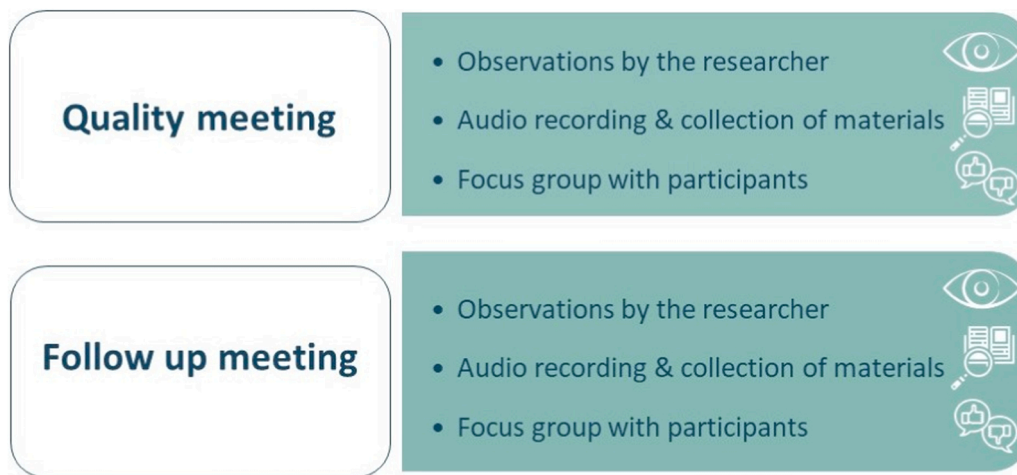 Quality meeting
• Observations by the researcher
• Audio recording & collection of materials
• Focus group with participants
Follow up meeting
• Observations by the researcher
• Audio recording & collection of materials
• Focus group with participants